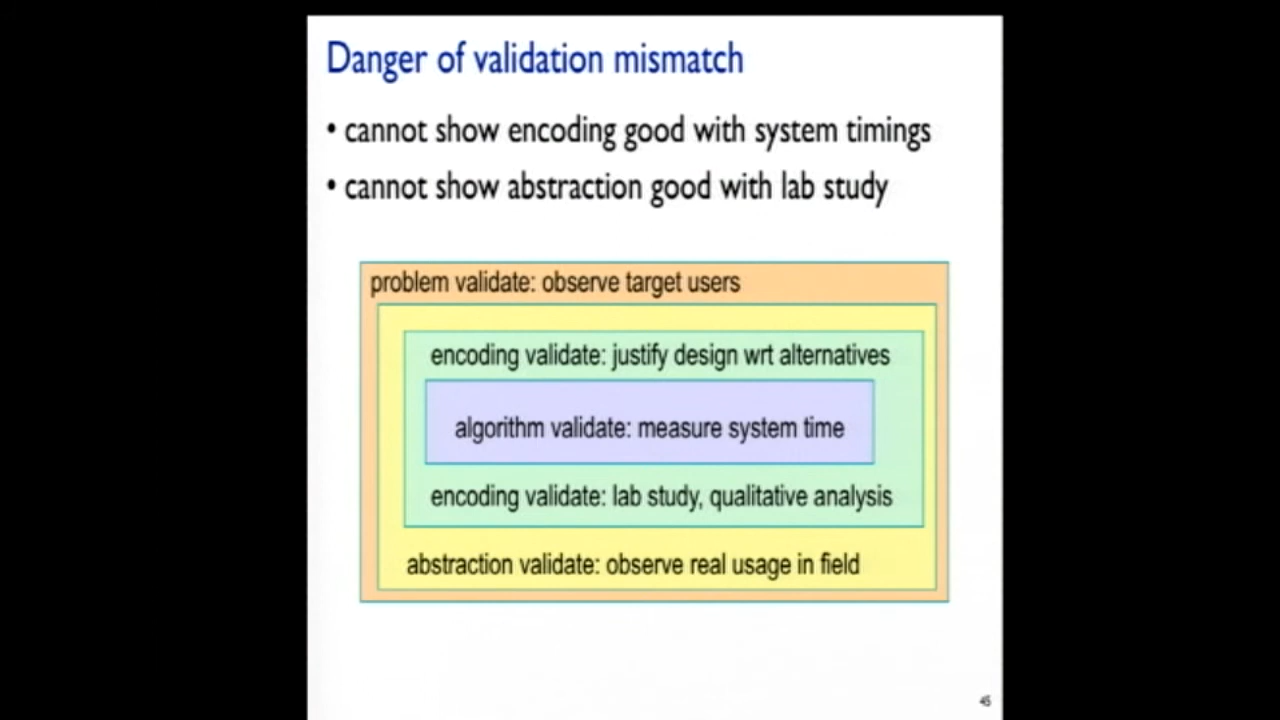 Danger of validation mismatch
• cannot show encoding good with system timings
• cannot show abstraction good with lab study
problem validate: observe target users
encoding validate: justify design wrt alternatives
algorithm validate: measure system time
encoding validate: lab study, qualitative analysis
abstraction validate: observe real usage in field
45